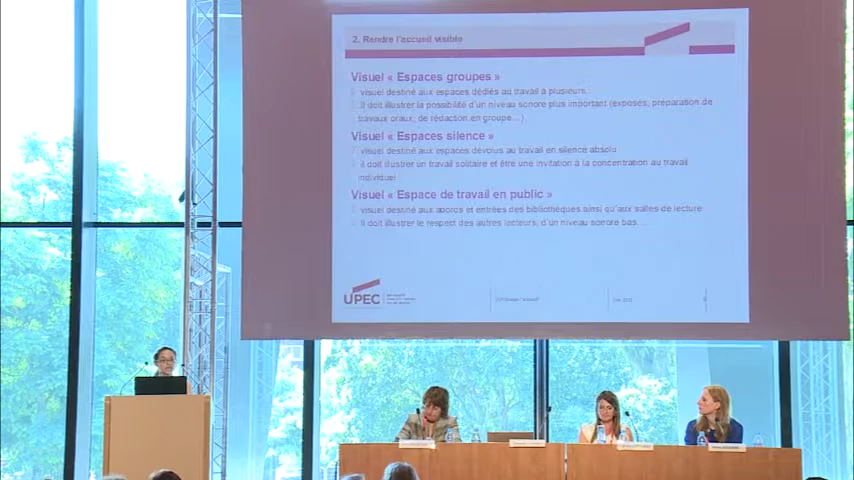 2. Rendre l'accueil visible
Visuel « Espaces groupes »
visuel destiné aux espaces dédiés au travail à plusieurs..
il doit illustrer la possibilité d'un niveau sonore plus important (exposés, préparation de
travaux oraux, de rédaction en groupe…)
Visuel « Espaces silence »
visuel destiné aux espaces dévolus au travail en silence absolu
il doit illustrer un travail solitaire et être une invitation à la concentration au travail
individuel
Visuel « Espace de travail en public »
visuel destiné aux abords et entrées des bibliothèques ainsi qu'aux salles de lecture
il doit illustrer le respect des autres lecteurs, d'un niveau sonore bas…
UPEC